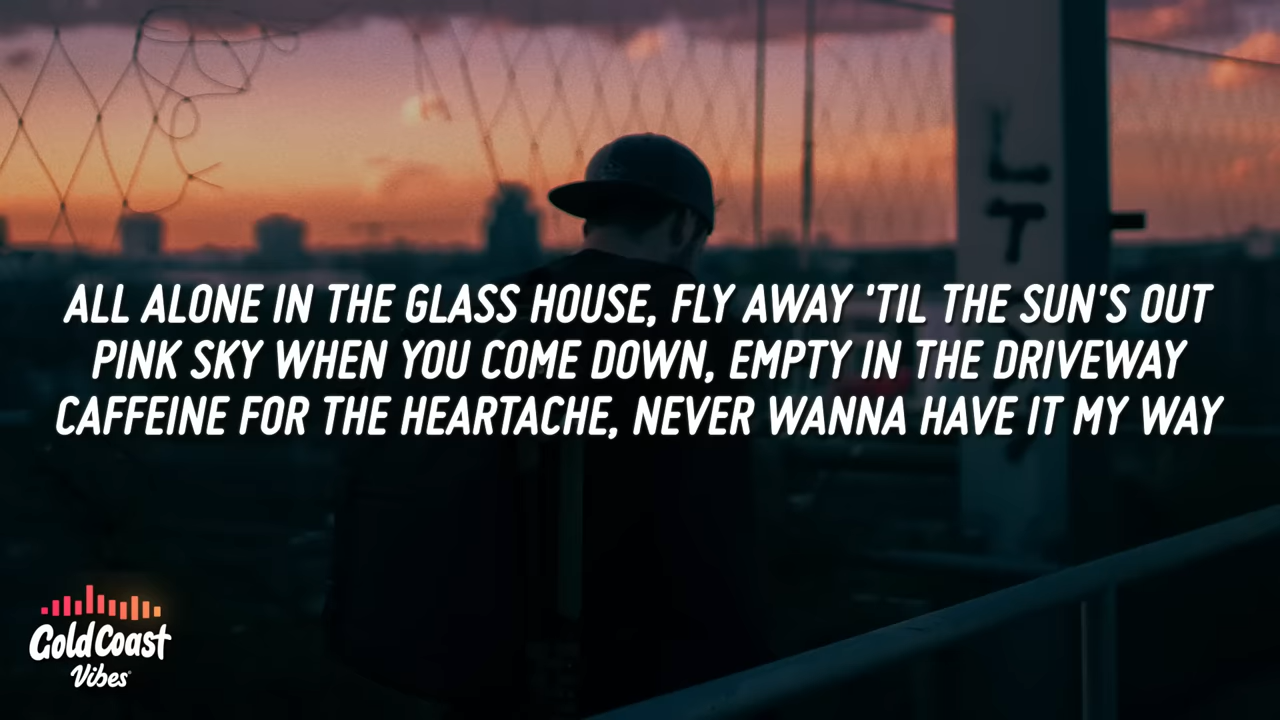 ALL ALONE IN THE GLASS HOUSE, FLY AWAY 'TIL THE SUN'S OUT
PINK SKY WHEN YOU COME DOWN, EMPTY IN THE DRIVEWAY
CAFFEINE FOR THE HEARTACHE, NEVER WANNA HAVE IT MY WAY
L
T
Gold Coast
Vibes